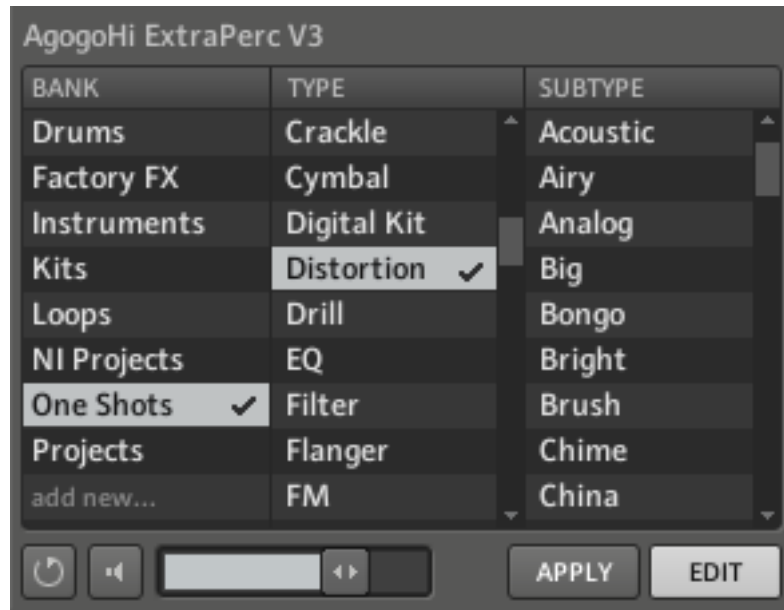 AgogoHi ExtraPerc V3
BANK TYPE SUBTYPE
Drums Crackle Acoustic
Factory FX Cymbal Airy
Instruments Digital Kit Analog
Kits Distortion Big
Loops Drill Bongo
NI Projects EQ Bright
One Shots Filter Brush
Projects Flanger Chime
add new... FM China
APPLY EDIT